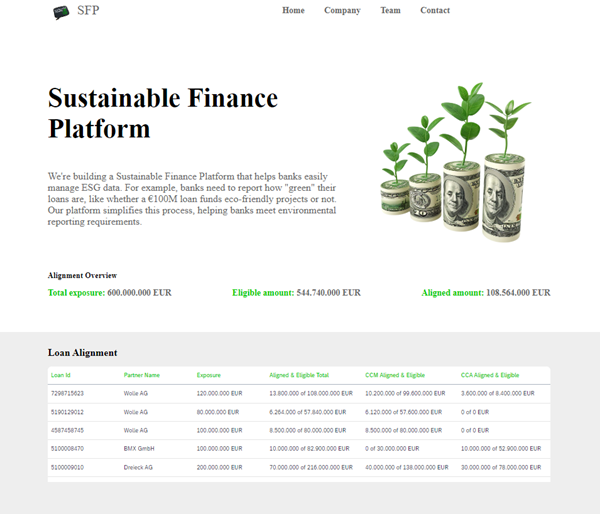 SFP Home Company Team Contact
Sustainable Finance
Platform
We're building a Sustainable Finance Platform that helps banks easily
manage ESG data. For example, banks need to report how "green" their
loans are, like whether a €100M loan funds eco-friendly projects or not.
Our platform simplifies this process, helping banks meet environmental
reporting requirements.
Alignment Overview
Total exposure: 600.000.000 EUR Eligible amount: 544.740.000 EUR Aligned amount: 108.564.000 EUR
Loan Alignment
Loan Id Partner Name Exposure Aligned & Eligible Total CCM Aligned & Eligible CCA Aligned & Eligible
7298715623 Wolle AG 120.000.000 EUR 13.800.000 of 108.000.000 EUR 10.200.000 of 99.600.000 EUR 3.600.000 of 8.400.000 EUR
5190129012 Wolle AG 80.000.000 EUR 6.264.000 of 57.840.000 EUR 6.120.000 of 57.600.000 EUR 0 of 0 EUR
4587458745 Wolle AG 100.000.000 EUR 8.500.000 of 80.000.000 EUR 8.500.000 of 80.000.000 EUR 0 of 0 EUR
5100008470 BMX GmbH 100.000.000 EUR 10.000.000 of 82.900.000 EUR 0 of 30.000.000 EUR 10.000.000 of 52.900.000 EUR
5100009010 Dreieck AG 200.000.000 EUR 70.000.000 of 216.000.000 EUR 40.000.000 of 138.000.000 EUR 30.000.000 of 78.000.000 EUR